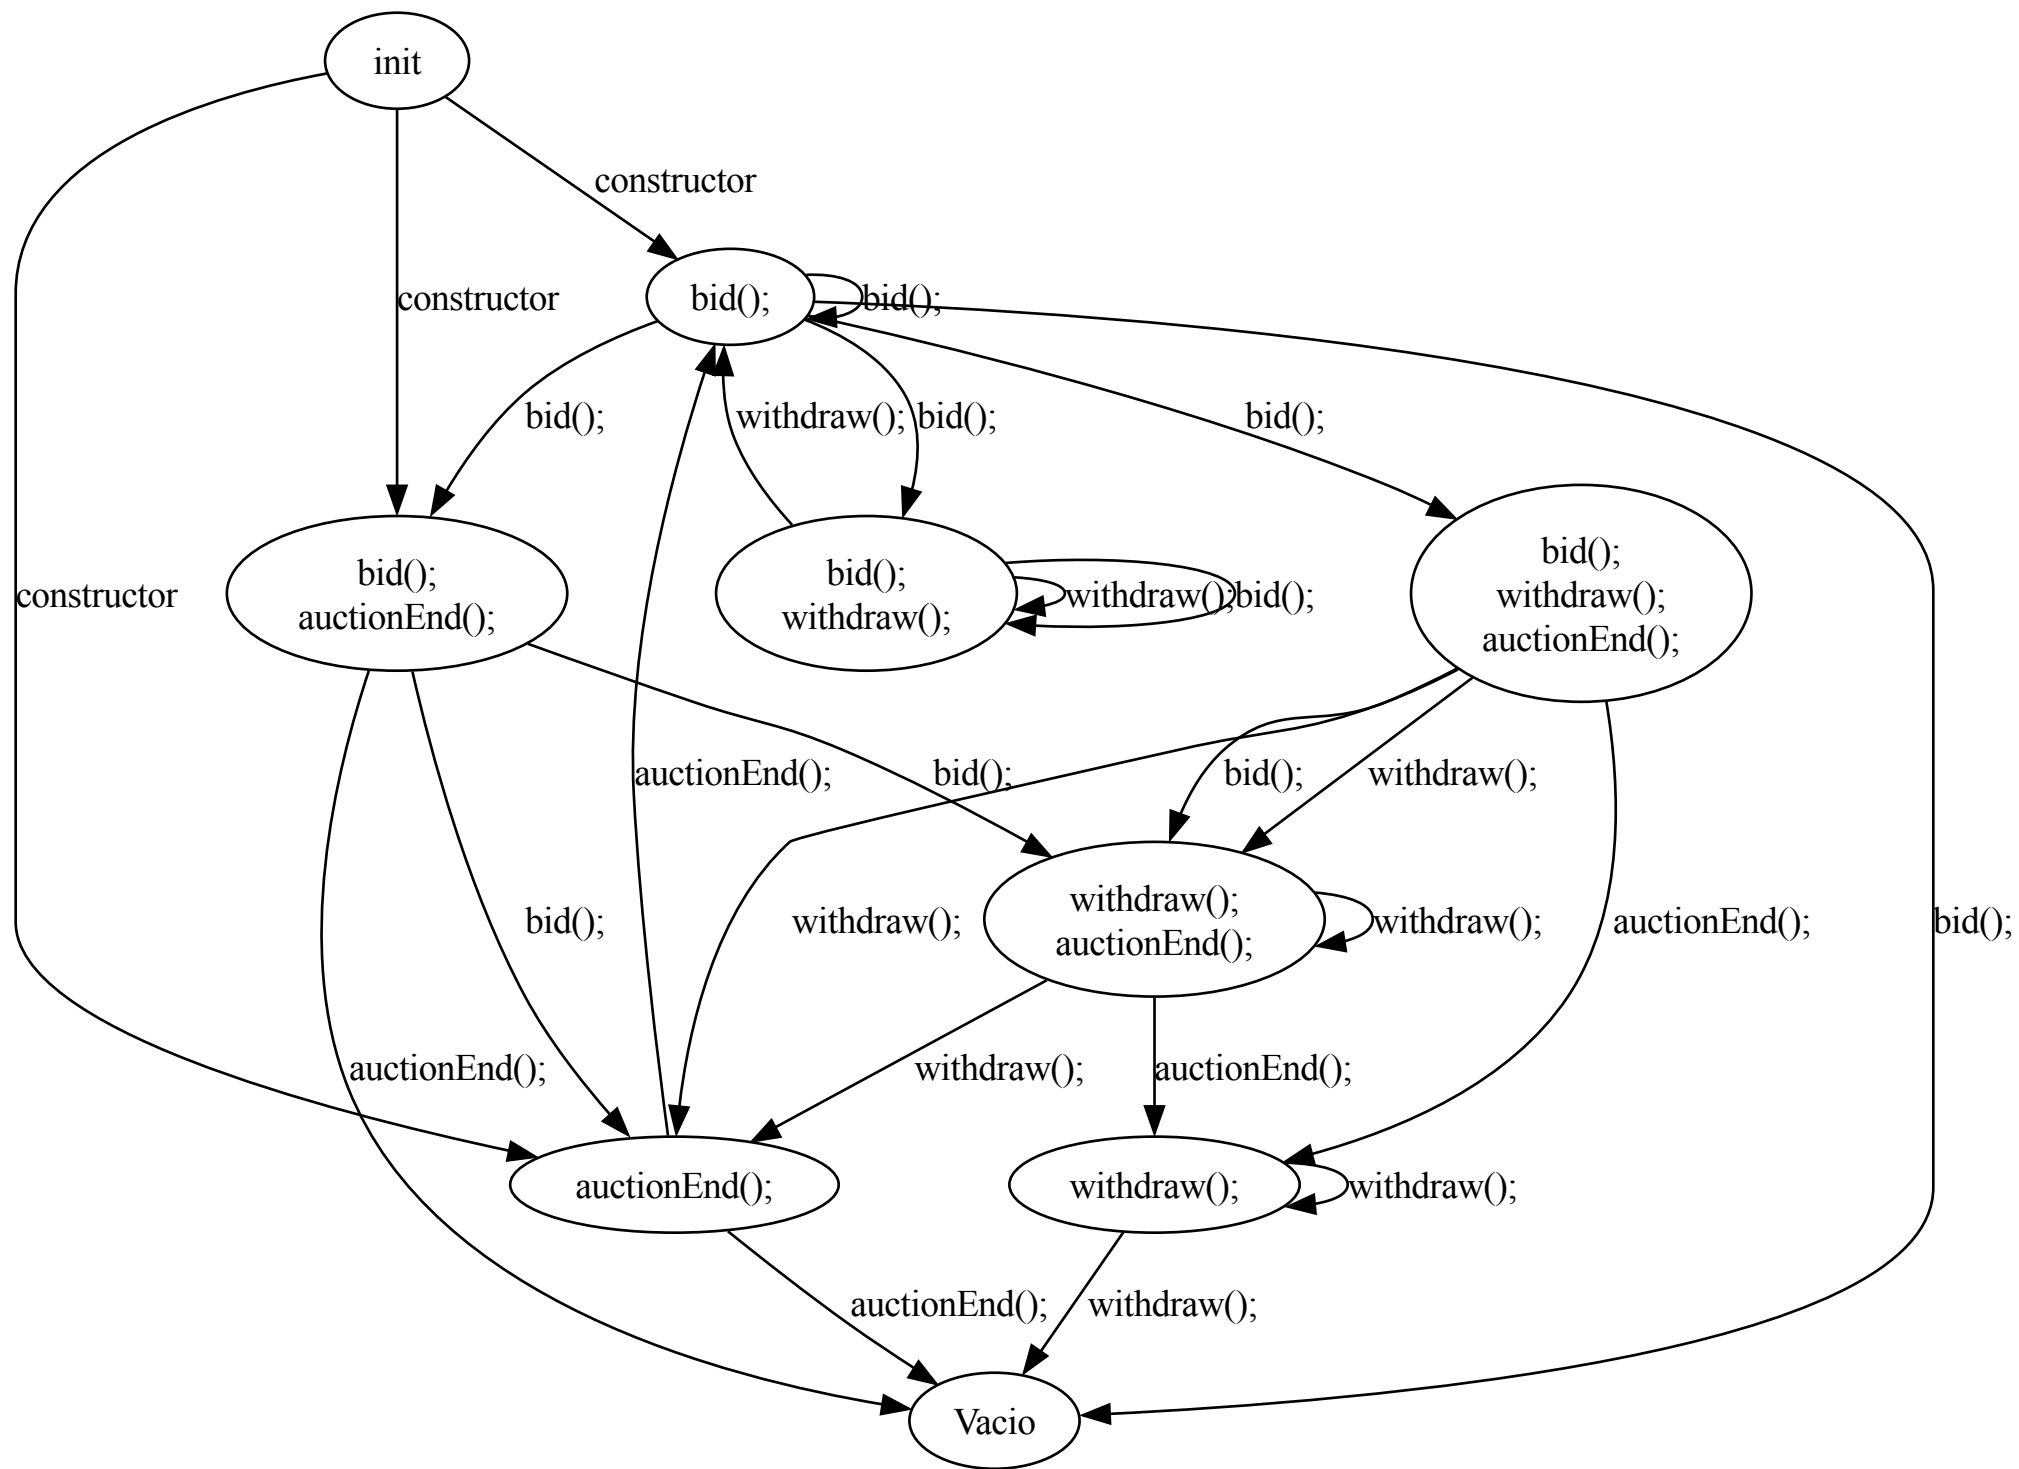 init
constructor
bid();
bid();
constructor
bid();
withdraw();
bid();
bid();
bid();
withdraw();
auctionEnd();
bid();
auctionEnd();
bid();
withdraw();
withdraw();
bid();
constructor
auctionEnd();
bid();
bid();
withdraw();
withdraw();
auctionEnd();
withdraw();
bid();
withdraw();
auctionEnd();
bid();
auctionEnd();
withdraw();
auctionEnd();
auctionEnd();
withdraw();
withdraw();
auctionEnd();
withdraw();
Vacio